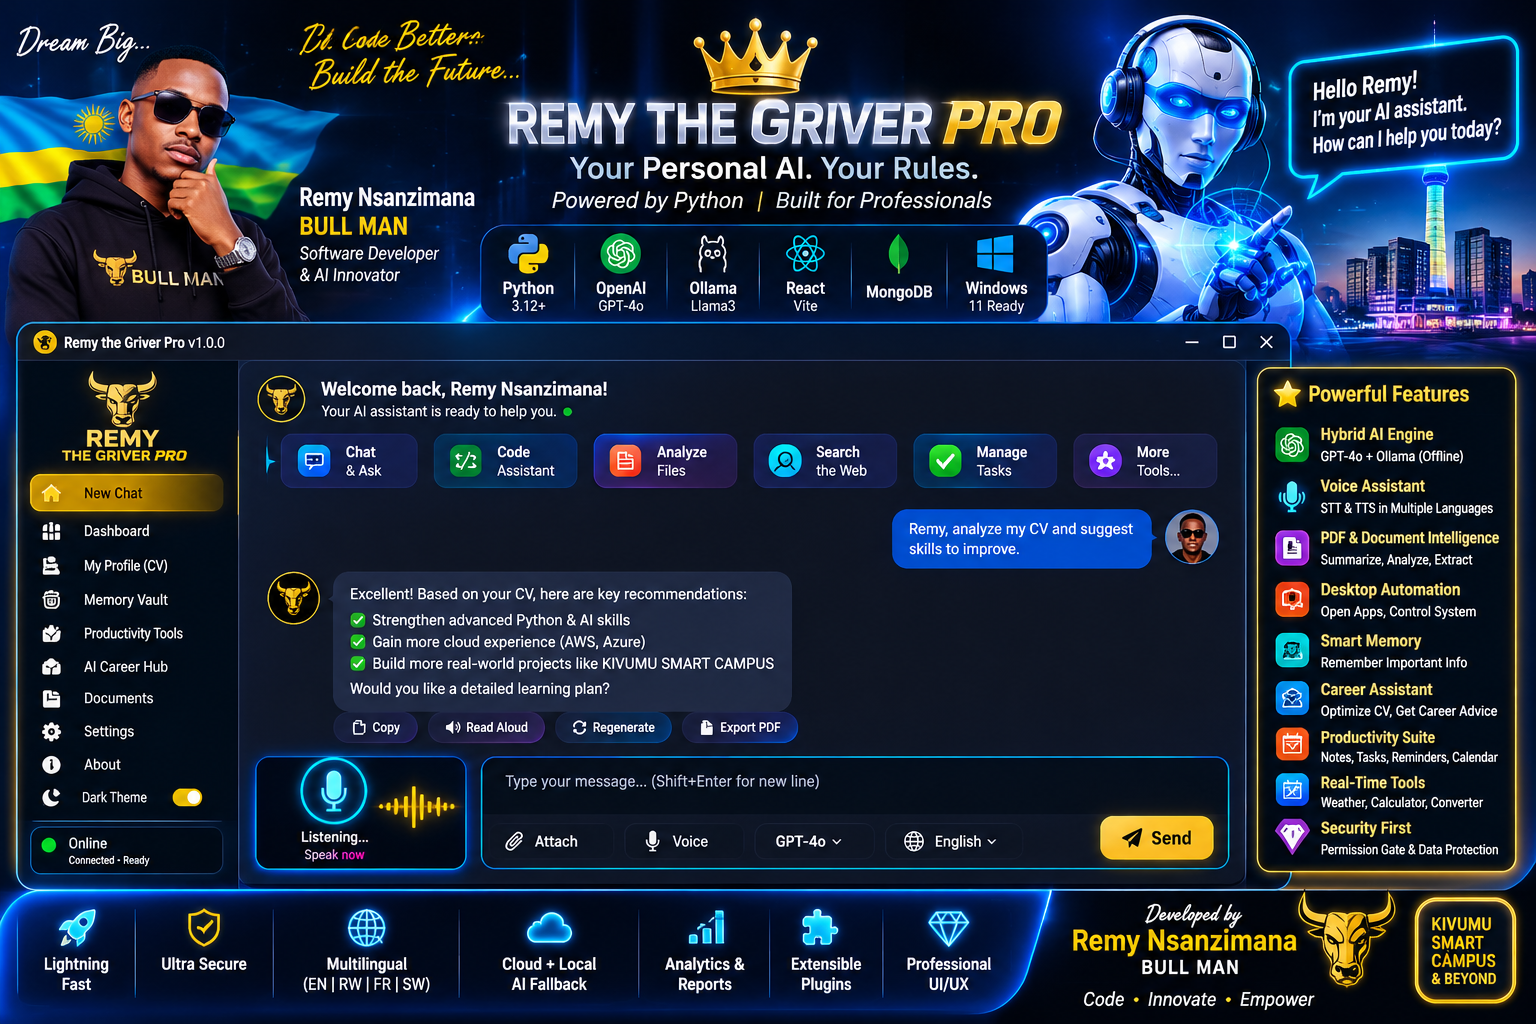 Dream Big...
Code Better
Build the Future...
REMY THE GRIVER PRO
Your Personal AI. Your Rules.
Powered by Python | Built for Professionals
Hello Remy!
I'm your AI assistant.
How can I help you today?
Remy Nsanzimana
BULL MAN
Software Developer
& AI Innovator
BULL MAN
Python
3.12+
OpenAI
GPT-4o
Ollama
Llama3
React
Vite
MongoDB
Windows
11 Ready
Remy the Griver Pro v1.0.0
REMY
THE GRIVER PRO
New Chat
Dashboard
My Profile (CV)
Memory Vault
Productivity Tools
AI Career Hub
Documents
Settings
About
Dark Theme
Online
Connected • Ready
Welcome back, Remy Nsanzimana!
Your AI assistant is ready to help you.
Chat
& Ask
Code
Assistant
Analyze
Files
Search
the Web
Manage
Tasks
More
Tools...
Remy, analyze my CV and suggest
skills to improve.
Excellent! Based on your CV, here are key recommendations:
Strengthen advanced Python & AI skills
Gain more cloud experience (AWS, Azure)
Build more real-world projects like KIVUMU SMART CAMPUS
Would you like a detailed learning plan?
Copy
Read Aloud
Regenerate
Export PDF
Listening...
Speak now
Type your message... (Shift+Enter for new line)
Attach
Voice
GPT-4o
English
Send
Powerful Features
Hybrid AI Engine
GPT-4o + Ollama (Offline)
Voice Assistant
STT & TTS in Multiple Languages
PDF & Document Intelligence
Summarize, Analyze, Extract
Desktop Automation
Open Apps, Control System
Smart Memory
Remember Important Info
Career Assistant
Optimize CV, Get Career Advice
Productivity Suite
Notes, Tasks, Reminders, Calendar
Real-Time Tools
Weather, Calculator, Converter
Security First
Permission Gate & Data Protection
Lightning
Fast
Ultra Secure
Multilingual
(EN | RW | FR | SW)
Cloud + Local
AI Fallback
Analytics &
Reports
Extensible
Plugins
Professional
UI/UX
Developed by
Remy Nsanzimana
BULL MAN
Code • Innovate • Empower
KIVUMU
SMART
CAMPUS
& BEYOND